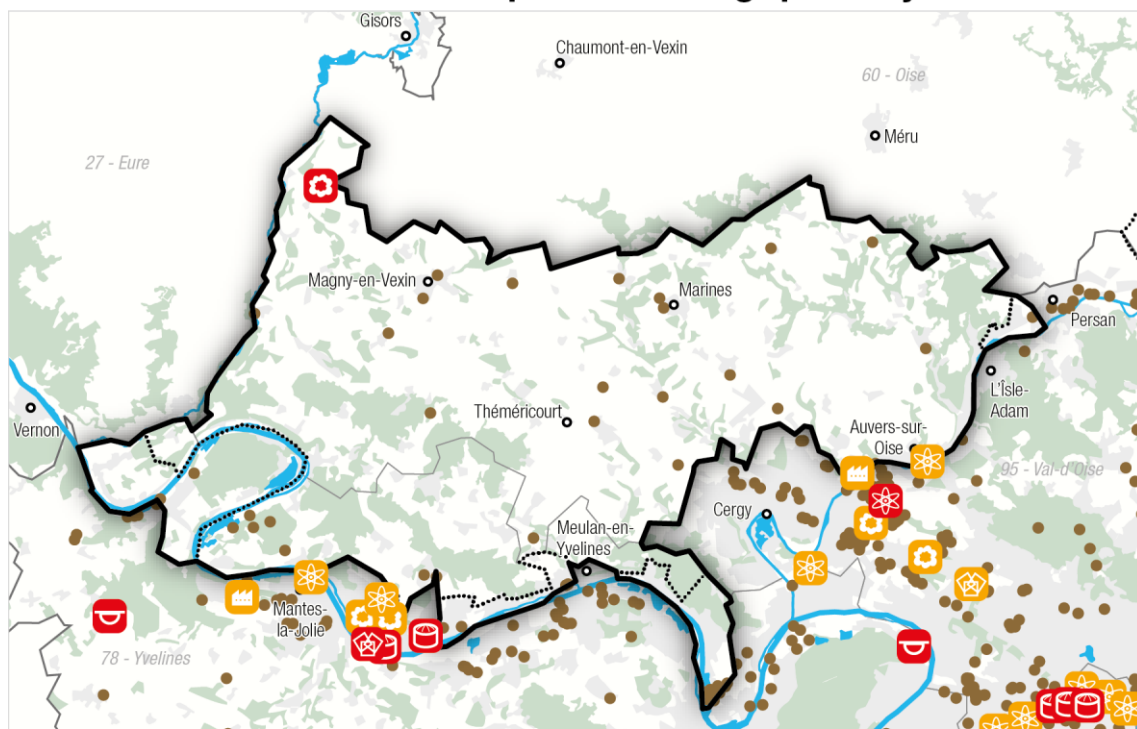 Gisors
Chaumont-en-Vexin
60 - Oise
Méru
27 - Eure
Magny-en-Vexin
Marines
Persan
L'Îsle-
Adam
Vernon
Théméricourt
Auvers-sur-
Oise
95 - Val-d'Oise
Cergy
Meulan-en-
Yvelines
Mantes-
la-Jolie
78 - Yvelines